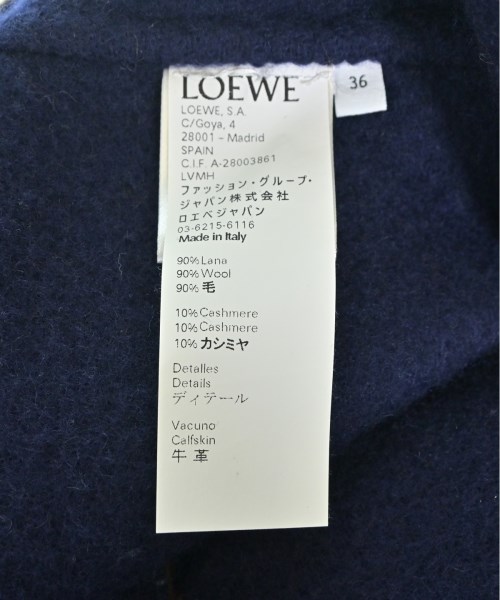 LOEWE
36
LOEWE, S.A.
C/Goya, 4
28001 - Madrid
SPAIN
C.I.F. A-28003861
LVMH
ファッション・グループ・
ジャパン株式会社
ロエベジャパン
03-6215-6116
Made in Italy
90% Lana
90% Wool
90% 毛
10% Cashmere
10% Cashmere
10% カシミヤ
Detalles
Details
ディテール
Vacuno
Calfskin
牛革